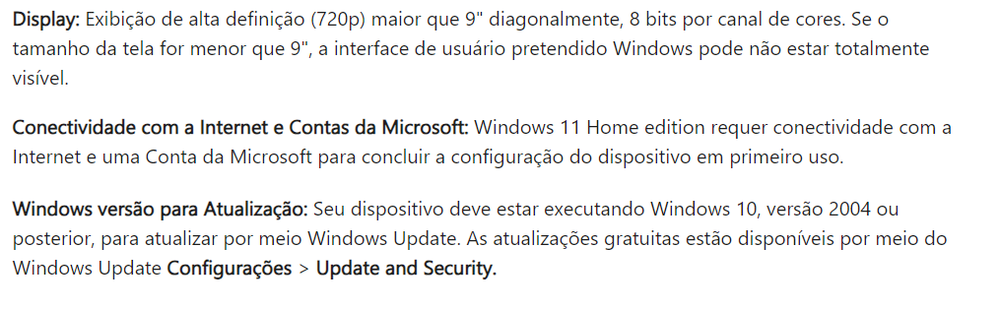 Display: Exibição de alta definição (720p) maior que 9" diagonalmente, 8 bits por canal de cores. Se o
tamanho da tela for menor que 9", a interface de usuário pretendido Windows pode não estar totalmente
visível.
Conectividade com a Internet e Contas da Microsoft: Windows 11 Home edition requer conectividade com a
Internet e uma Conta da Microsoft para concluir a configuração do dispositivo em primeiro uso.
Windows versão para Atualização: Seu dispositivo deve estar executando Windows 10, versão 2004 ou
posterior, para atualizar por meio Windows Update. As atualizações gratuitas estão disponíveis por meio do
Windows Update Configurações > Update and Security.